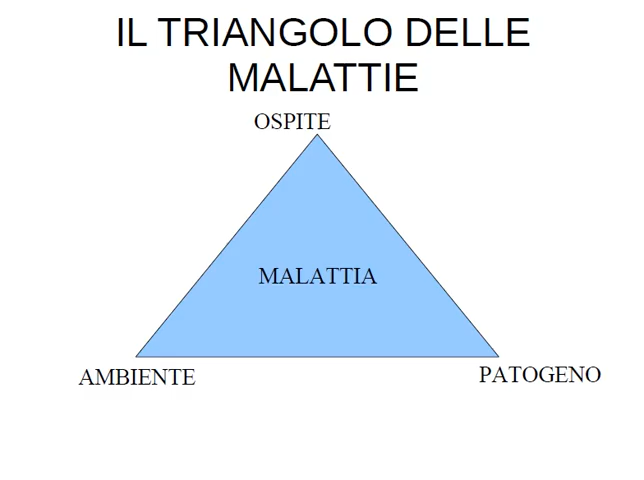 IL TRIANGOLO DELLE
MALATTIE
OSPITE
MALATTIA
AMBIENTE
PATOGENO